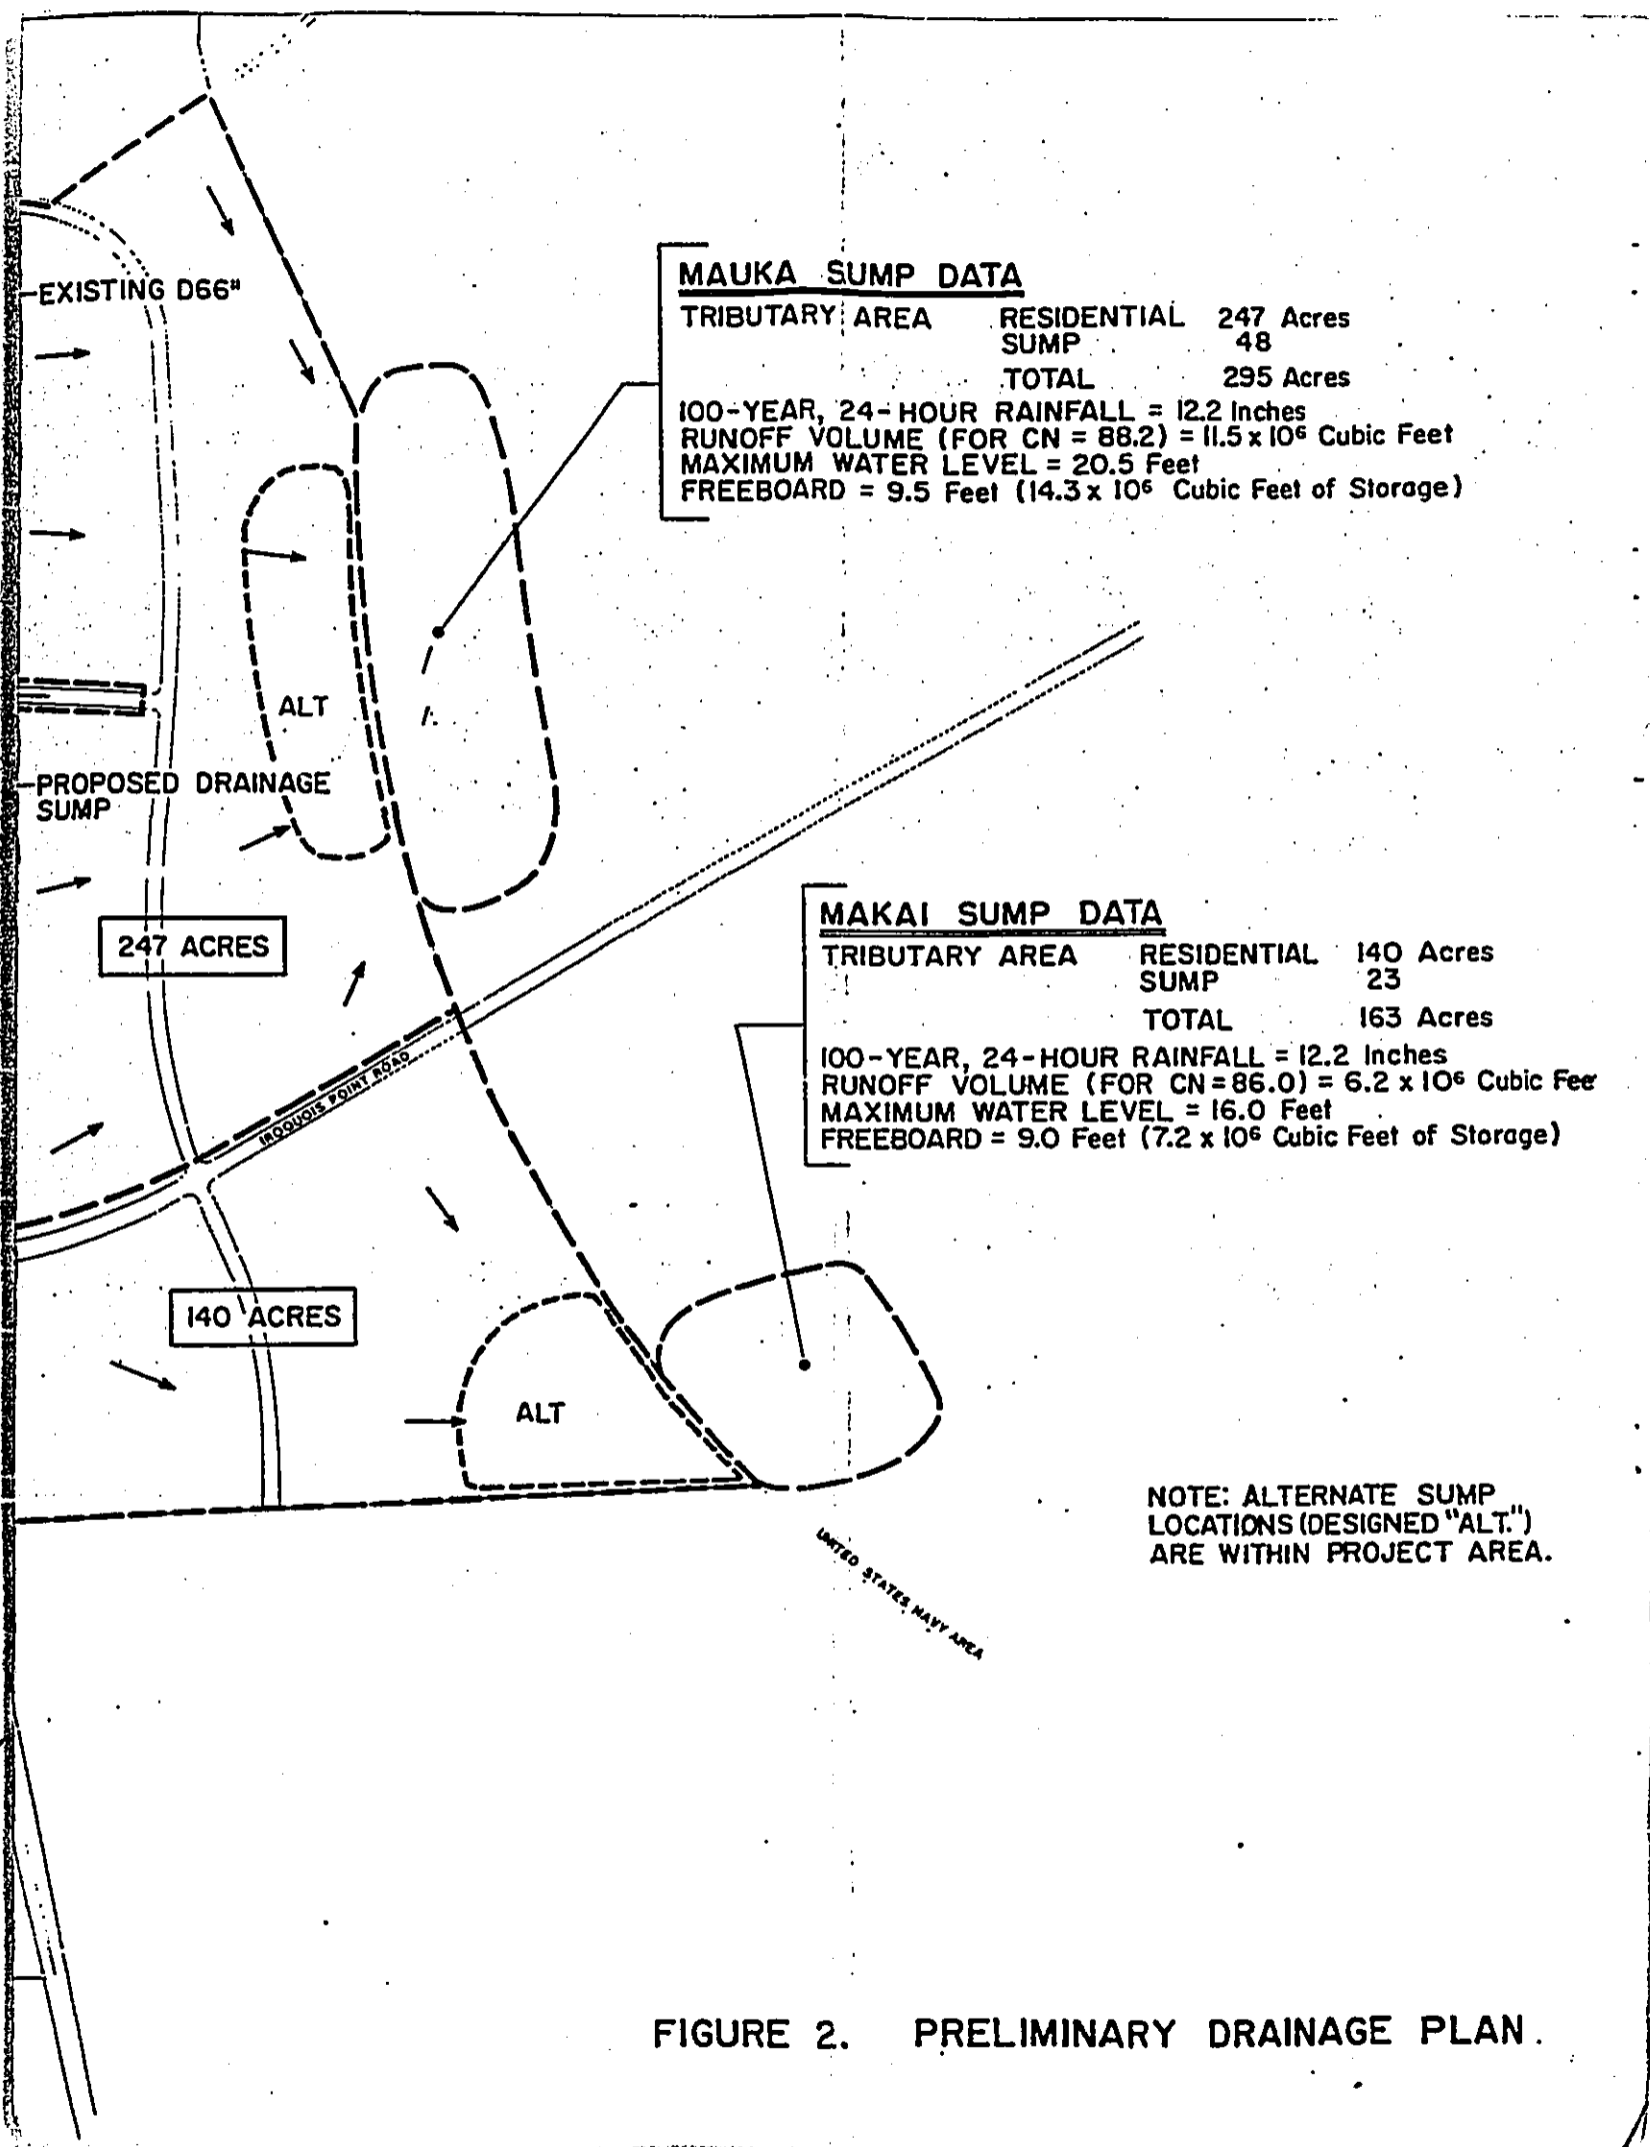 EXISTING D66"
MAUKA SUMP DATA
TRIBUTARY AREA RESIDENTIAL 247 Acres
SUMP 48
TOTAL 295 Acres
100-YEAR, 24-HOUR RAINFALL = 12.2 Inches
RUNOFF VOLUME (FOR CN = 88.2) = 11.5 x 10⁶ Cubic Feet
MAXIMUM WATER LEVEL = 20.5 Feet
FREEBOARD = 9.5 Feet (14.3 x 10⁶ Cubic Feet of Storage)
ALT
PROPOSED DRAINAGE
SUMP
247 ACRES
MAKAI SUMP DATA
TRIBUTARY AREA RESIDENTIAL 140 Acres
SUMP 23
TOTAL 163 Acres
100-YEAR, 24-HOUR RAINFALL = 12.2 Inches
RUNOFF VOLUME (FOR CN = 86.0) = 6.2 x 10⁶ Cubic Fee
MAXIMUM WATER LEVEL = 16.0 Feet
FREEBOARD = 9.0 Feet (7.2 x 10⁶ Cubic Feet of Storage)
IROQUOIS POINT ROAD
140 ACRES
ALT
NOTE: ALTERNATE SUMP
LOCATIONS (DESIGNED "ALT.")
ARE WITHIN PROJECT AREA.
UNITED STATES NAVY AREA
FIGURE 2. PRELIMINARY DRAINAGE PLAN.